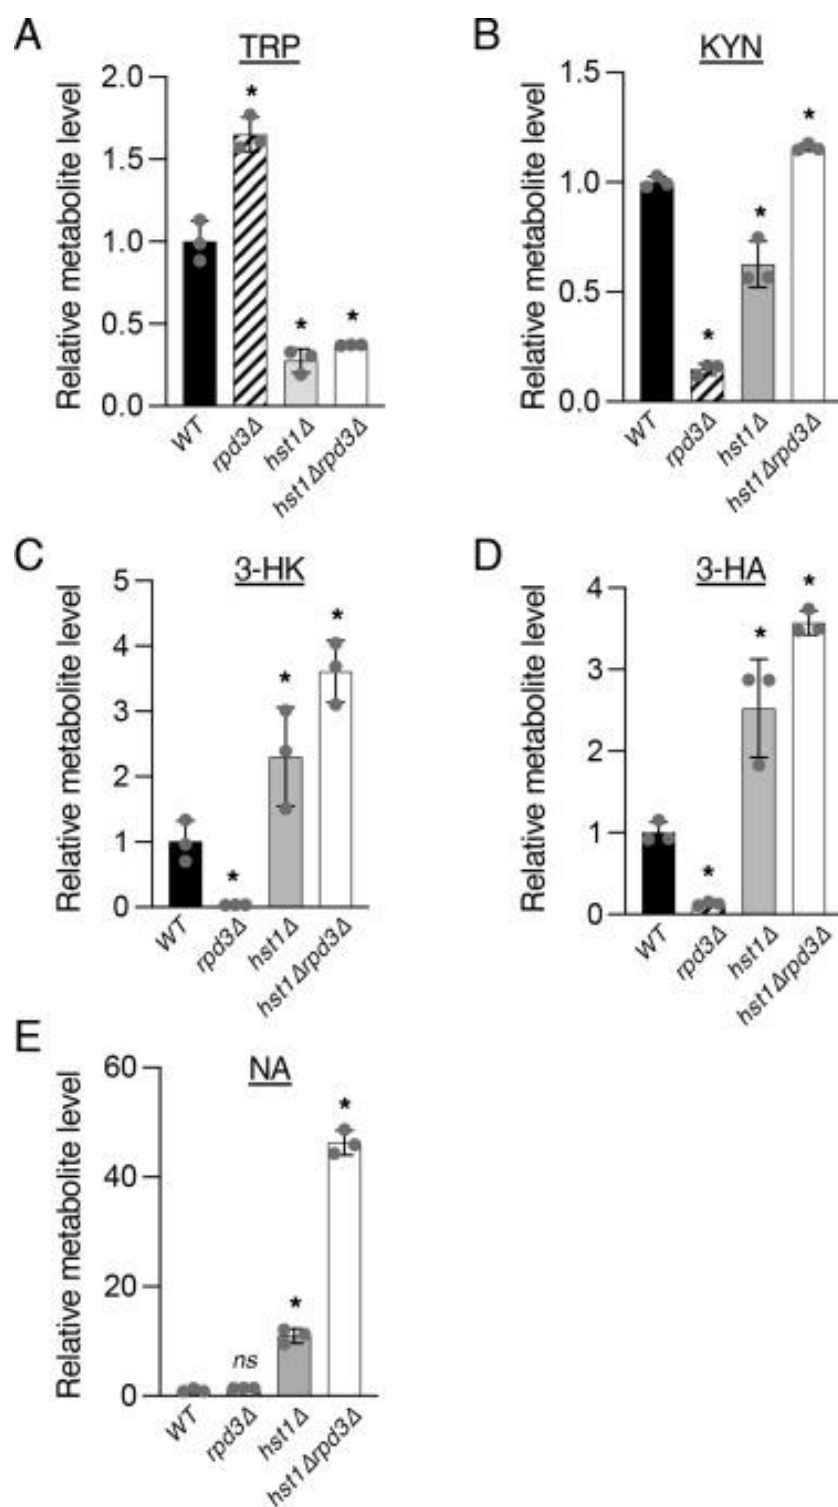 A
TRP
Relative metabolite level
2.0
1.5
1.0
0.5
0.0
*
*
*
WT
rpd3Δ
hst1Δ
hst1Δrpd3Δ
B
KYN
Relative metabolite level
1.5
1.0
0.5
0.0
*
*
*
WT
rpd3Δ
hst1Δ
hst1Δrpd3Δ
C
3-HK
Relative metabolite level
5
4
3
2
1
0
*
*
*
WT
rpd3Δ
hst1Δ
hst1Δrpd3Δ
D
3-HA
Relative metabolite level
4
3
2
1
0
*
*
*
WT
rpd3Δ
hst1Δ
hst1Δrpd3Δ
E
NA
Relative metabolite level
60
40
20
0
ns
*
*
WT
rpd3Δ
hst1Δ
hst1Δrpd3Δ